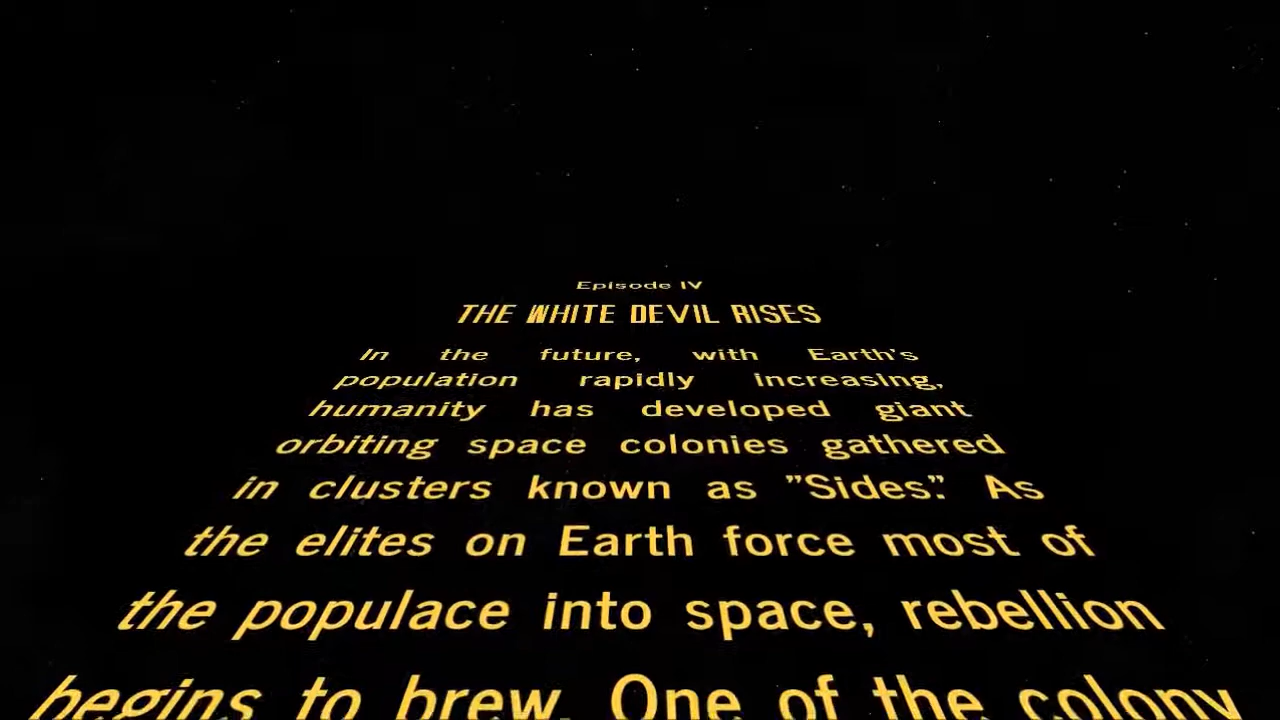 Episode IV
THE WHITE DEVIL RISES
In the future, with Earth's
population rapidly increasing,
humanity has developed giant
orbiting space colonies gathered
in clusters known as "Sides." As
the elites on Earth force most of
the populace into space, rebellion
begins to brew. One of the colony